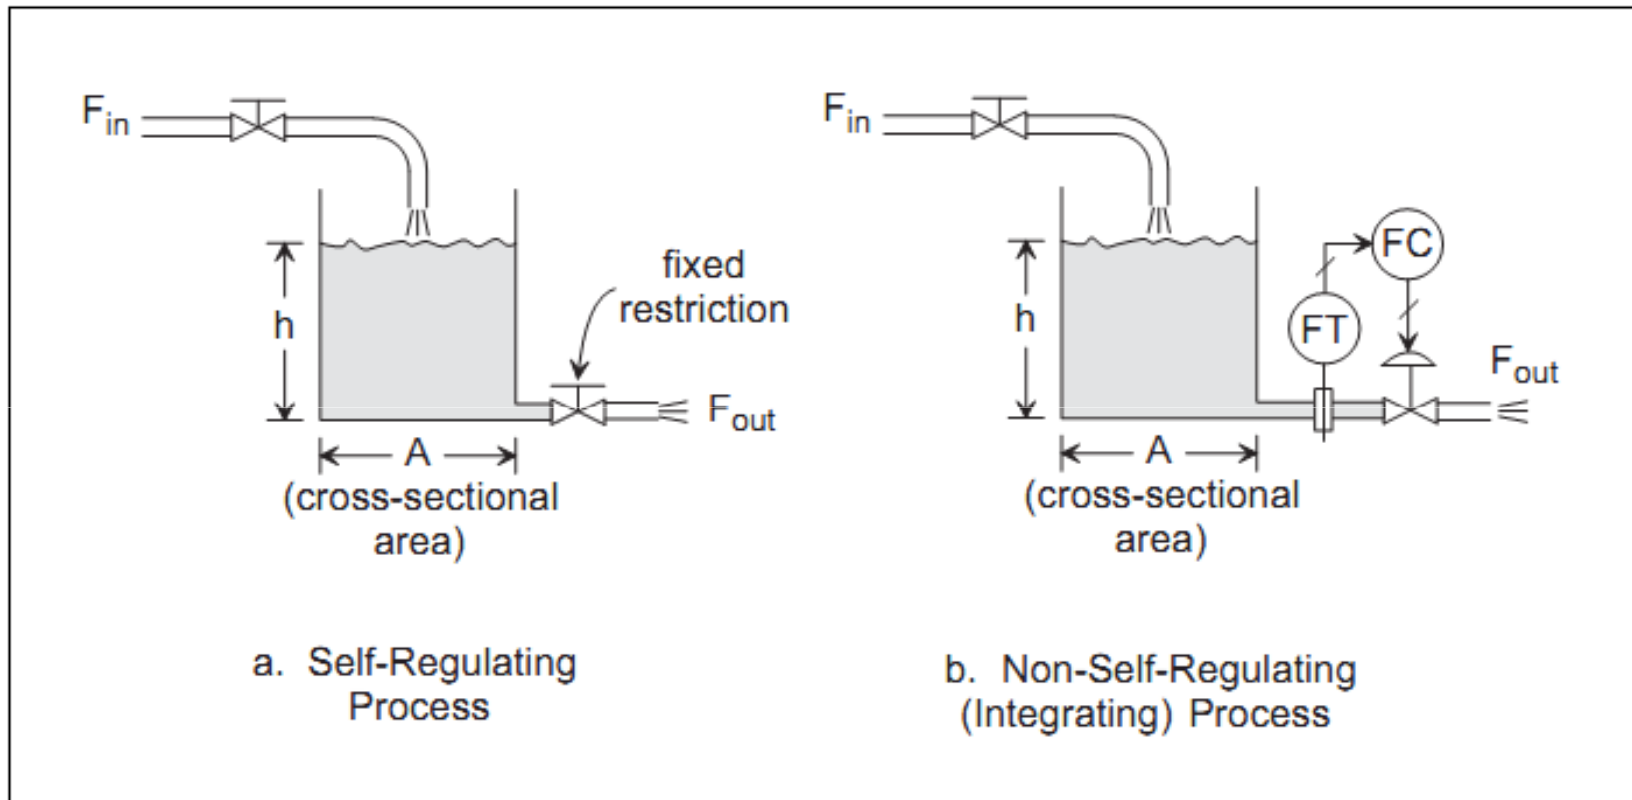 Fin
h
fixed
restriction
Fout
A
(cross-sectional
area)
a. Self-Regulating
Process
Fin
h
FC
FT
Fout
A
(cross-sectional
area)
b. Non-Self-Regulating
(Integrating) Process